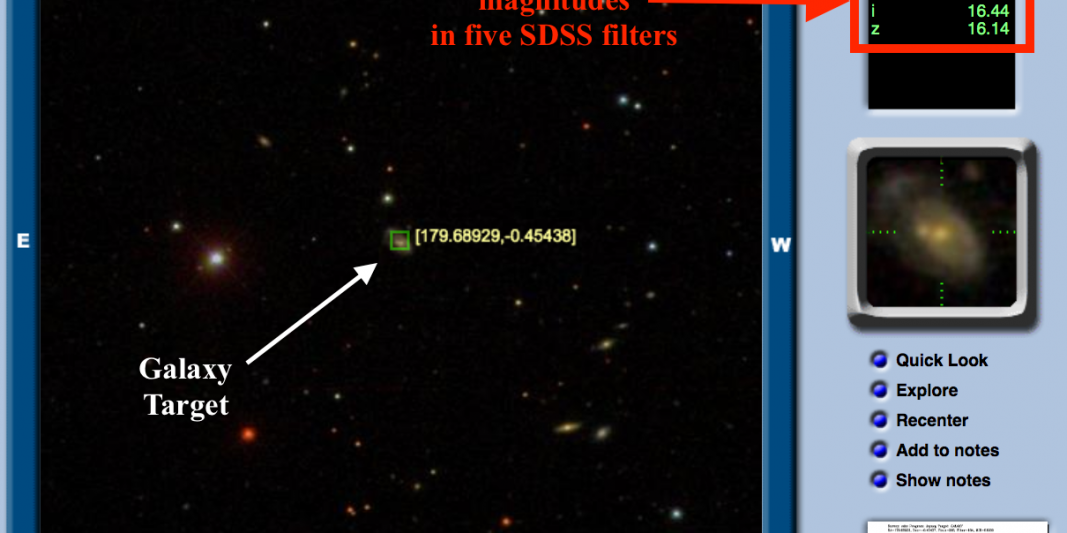 magnitudes
in five SDSS filters
i 16.44
z 16.14
E
[179.68929,-0.45438]
W
Galaxy
Target
Quick Look
Explore
Recenter
Add to notes
Show notes